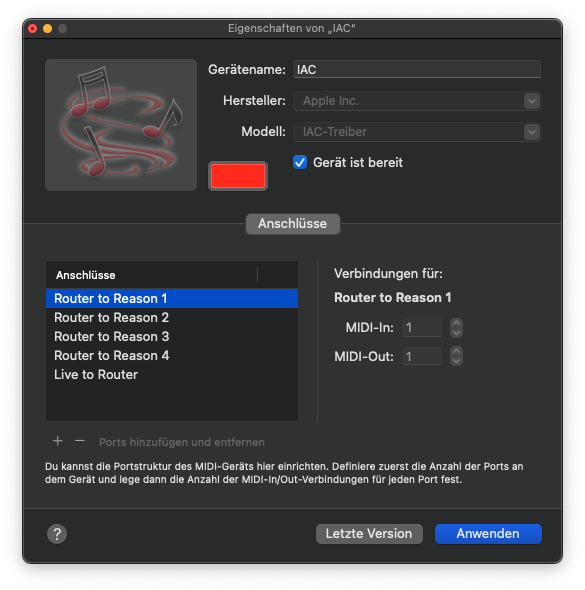 Eigenschaften von „IAC“
Gerätename: IAC
Hersteller: Apple Inc.
Modell: IAC-Treiber
Gerät ist bereit
Anschlüsse
Anschlüsse
Router to Reason 1
Router to Reason 2
Router to Reason 3
Router to Reason 4
Live to Router
Verbindungen für:
Router to Reason 1
MIDI-In: 1
MIDI-Out: 1
+ − Ports hinzufügen und entfernen
Du kannst die Portstruktur des MIDI-Geräts hier einrichten. Definiere zuerst die Anzahl der Ports an
dem Gerät und lege dann die Anzahl der MIDI-In/Out-Verbindungen für jeden Port fest.
? Letzte Version Anwenden